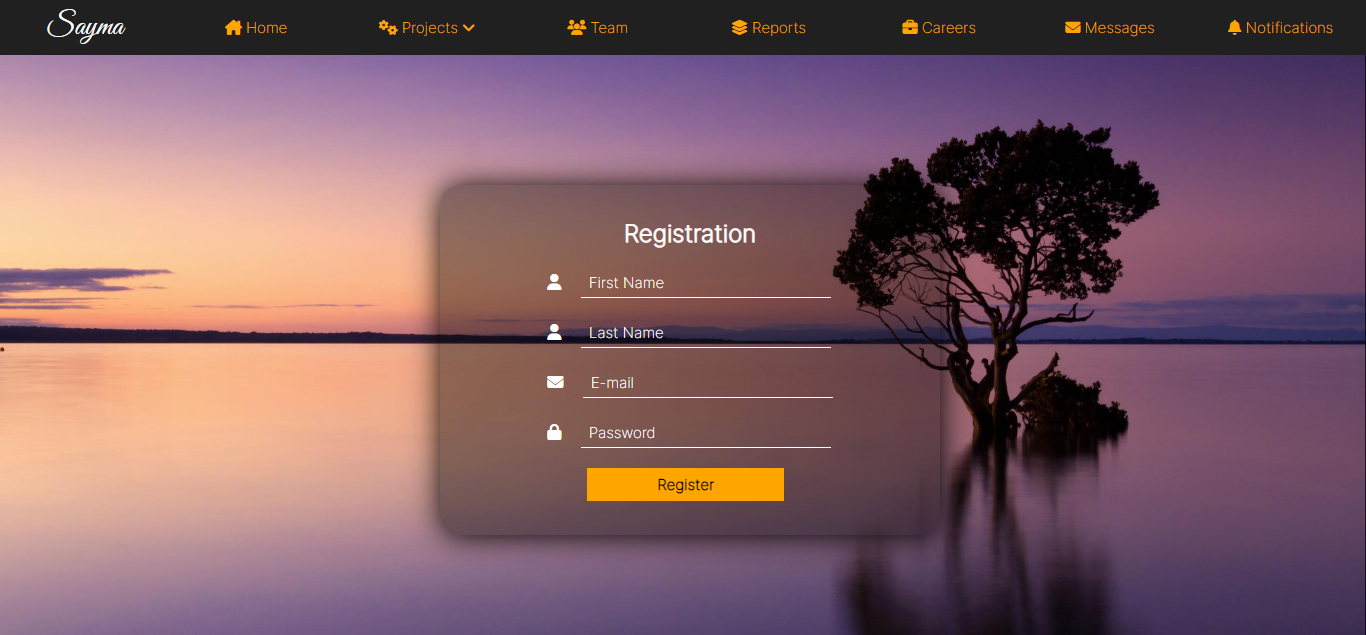 Sayma Home Projects Team Reports Careers Messages Notifications
Registration
First Name
Last Name
E-mail
Password
Register